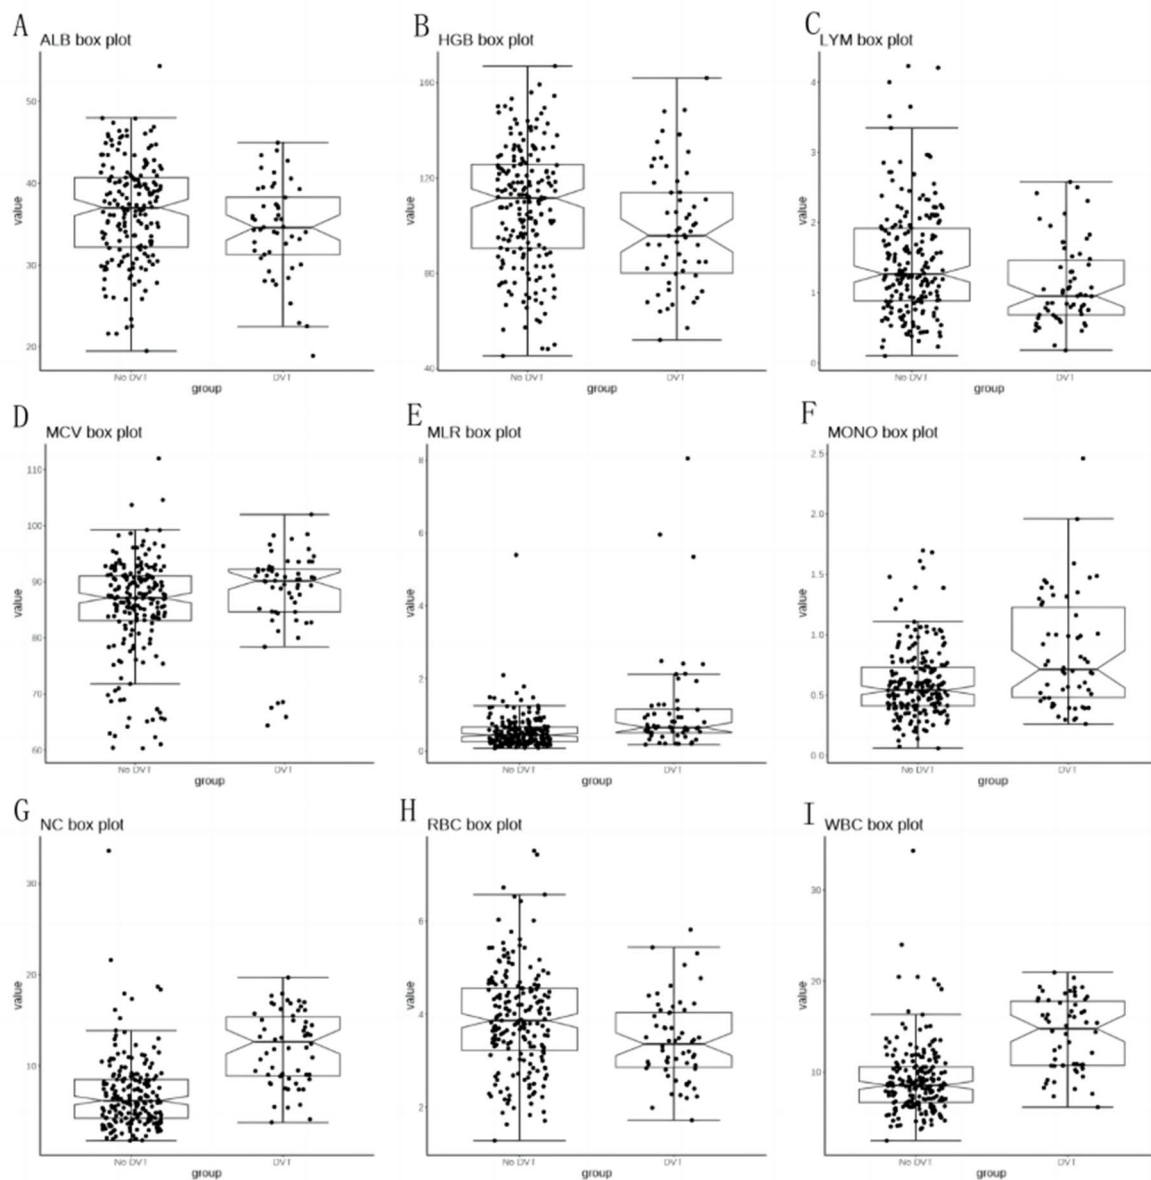 A
ALB box plot
value
50
40
30
20
No DVT DVT
group
B
HGB box plot
value
160
120
80
40
No DVT DVT
group
C
LYM box plot
value
4
3
2
1
0
No DVT DVT
group
D
MCV box plot
value
110
100
90
80
70
60
No DVT DVT
group
E
MLR box plot
value
8
6
4
2
0
No DVT DVT
group
F
MONO box plot
value
2.5
2.0
1.5
1.0
0.5
0.0
No DVT DVT
group
G
NC box plot
value
30
20
10
No DVT DVT
group
H
RBC box plot
value
6
4
2
No DVT DVT
group
I
WBC box plot
value
30
20
10
No DVT DVT
group